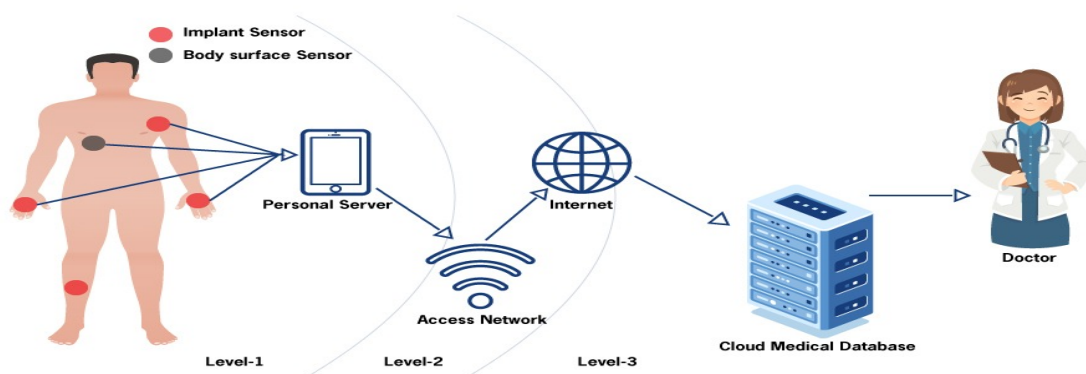 Implant Sensor
Body surface Sensor
Personal Server
Internet
Doctor
Access Network
Cloud Medical Database
Level-1
Level-2
Level-3